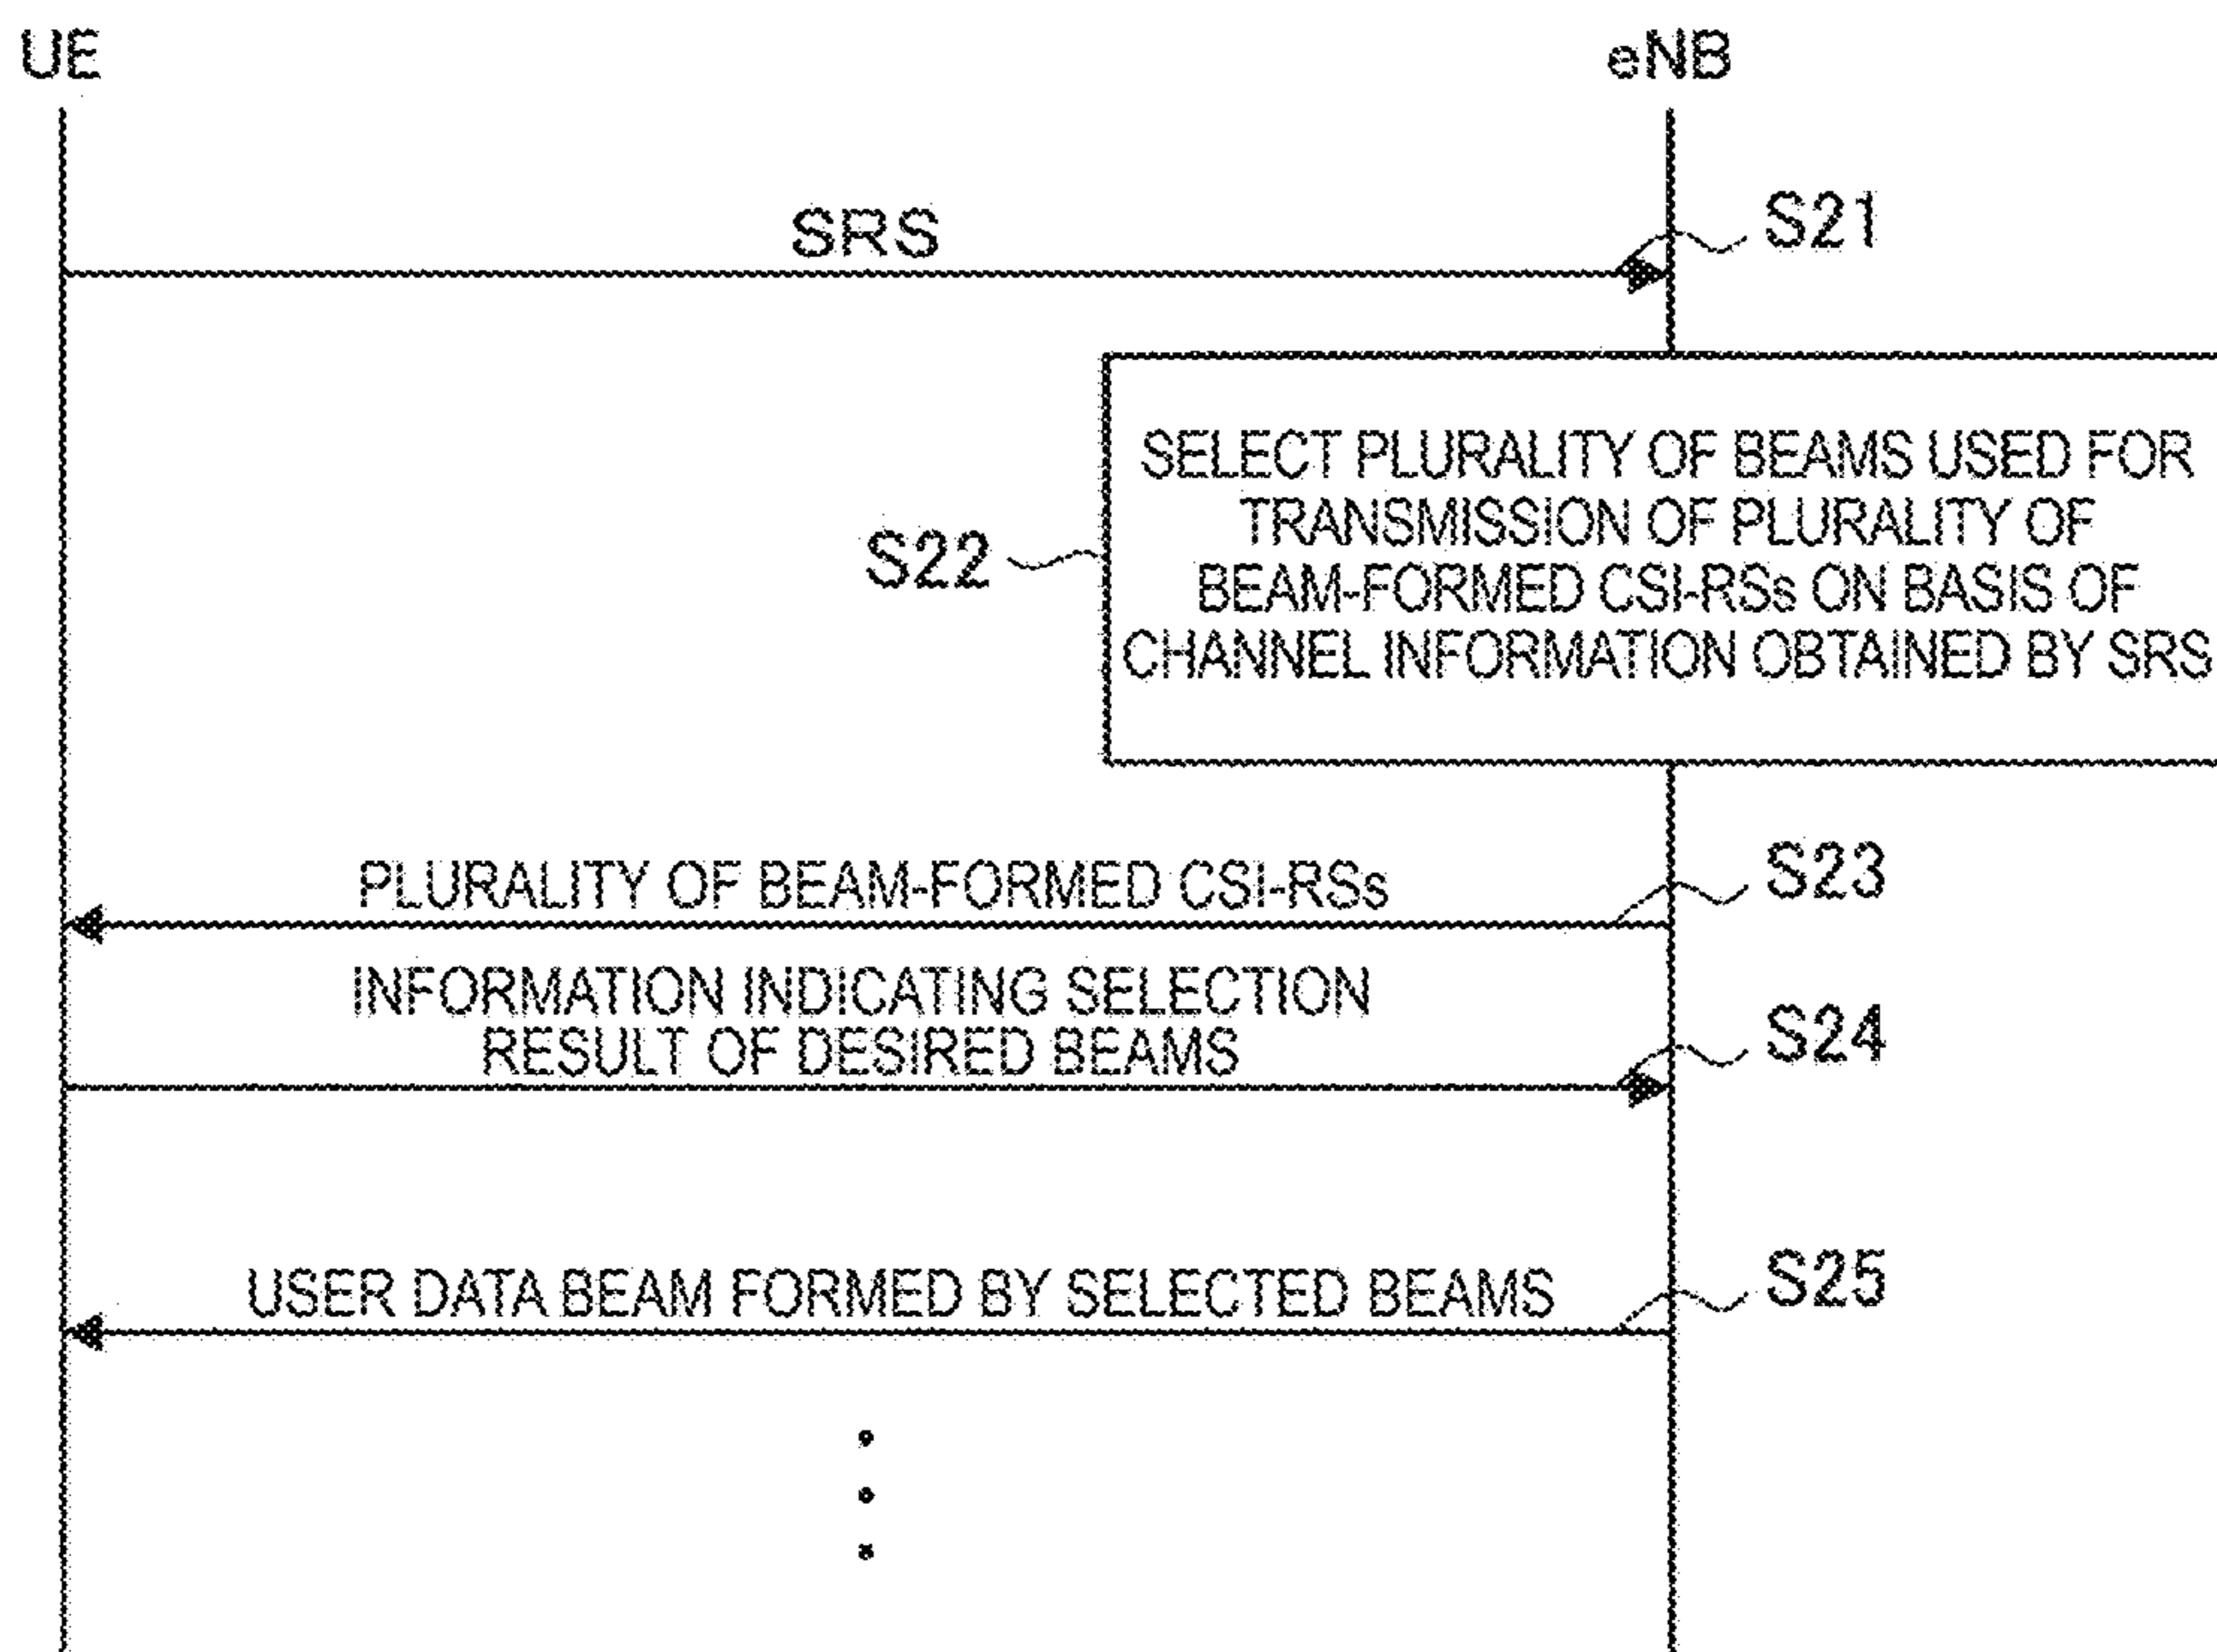 UE
eNB
SRS
S21
SELECT PLURALITY OF BEAMS USED FOR
TRANSMISSION OF PLURALITY OF
BEAM-FORMED CSI-RSs ON BASIS OF
CHANNEL INFORMATION OBTAINED BY SRS
S22
PLURALITY OF BEAM-FORMED CSI-RSs
S23
INFORMATION INDICATING SELECTION
RESULT OF DESIRED BEAMS
S24
USER DATA BEAM FORMED BY SELECTED BEAMS
S25